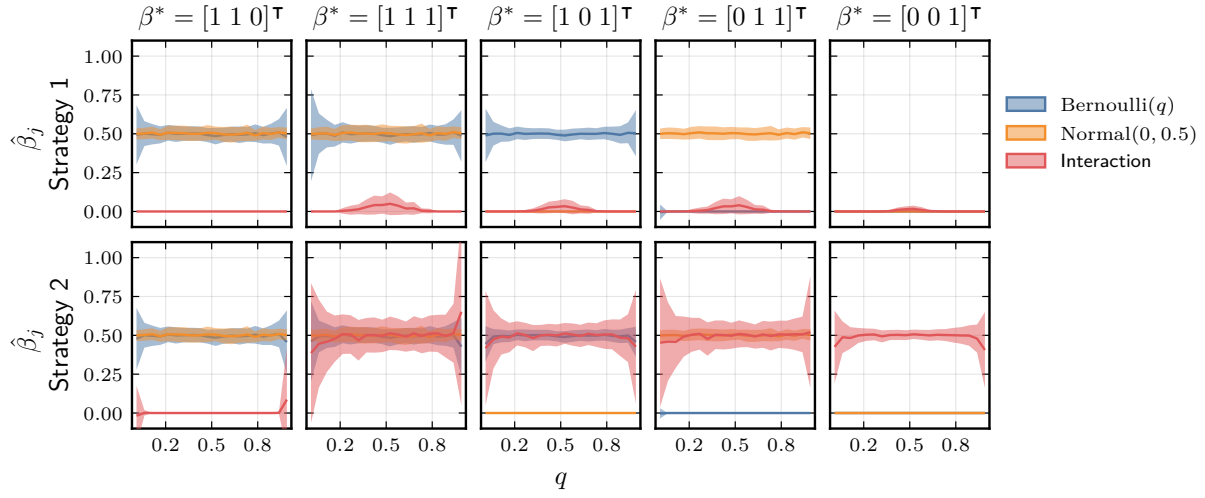 β* = [1 1 0]ᵀ
β* = [1 1 1]ᵀ
β* = [1 0 1]ᵀ
β* = [0 1 1]ᵀ
β* = [0 0 1]ᵀ
β̂ⱼ
Strategy 1
1.00
0.75
0.50
0.25
0.00
Bernoulli(q)
Normal(0, 0.5)
Interaction
β̂ⱼ
Strategy 2
1.00
0.75
0.50
0.25
0.00
0.2 0.5 0.8
0.2 0.5 0.8
0.2 0.5 0.8
0.2 0.5 0.8
0.2 0.5 0.8
q